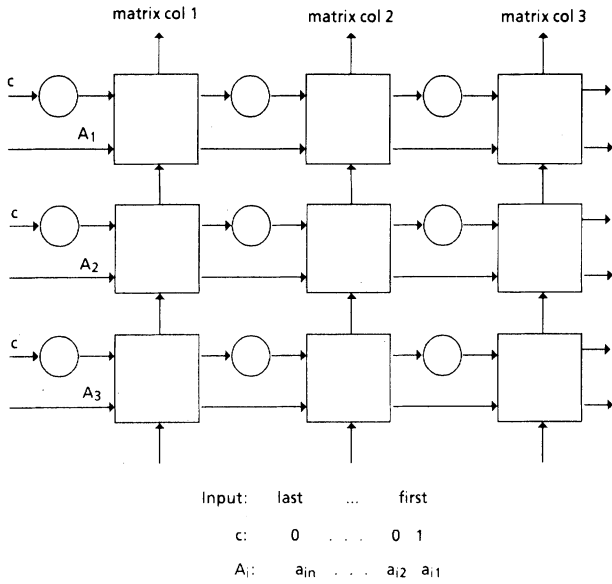 matrix col 1 matrix col 2 matrix col 3
c
A₁
c
A₂
c
A₃
Input: last ... first
c: 0 . . . 0 1
Aᵢ: aᵢₙ . . . aᵢ₂ aᵢ₁